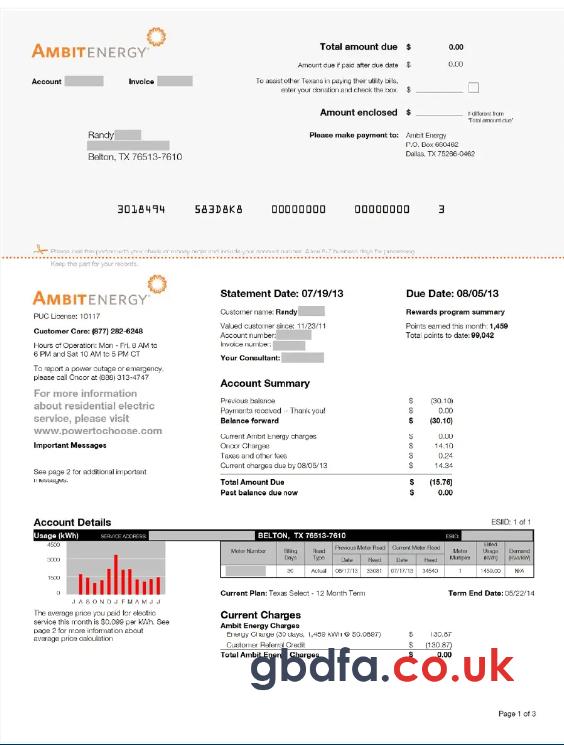 AMBITENERGY
Total amount due $ 0.00
Amount due if paid after due date $ 0.00
Account Invoice
To assist other Texans in paying their utility bills,
enter your donation and check the box. $
Amount enclosed $ If different from
"Total amount due"
Randy
Belton, TX 76513-7610
Please make payment to: Ambit Energy
P.O. Box 660462
Dallas, TX 75266-0462
3018494 583D8K8 00000000 00000000 3
Please mail this portion with your check or money order and include your account number. Allow 5-7 business days for processing.
Keep this part for your records.
AMBITENERGY
PUC License: 10117
Customer Care: (877) 282-6248
Hours of Operation: Mon - Fri, 8 AM to
6 PM and Sat 10 AM to 5 PM CT
To report a power outage or emergency,
please call Oncor at (888) 313-4747
For more information
about residential electric
service, please visit
www.powertochoose.com
Important Messages
See page 2 for additional important
messages.
Statement Date: 07/19/13
Customer name: Randy
Valued customer since: 11/23/11
Account number:
Invoice number:
Your Consultant:
Due Date: 08/05/13
Rewards program summary
Points earned this month: 1,459
Total points to date: 99,042
Account Summary
Previous balance $ (30.10)
Payments received -- Thank you! $ 0.00
Balance forward $ (30.10)
Current Ambit Energy charges $ 0.00
Oncor Charges $ 14.10
Taxes and other fees $ 0.24
Current charges due by 08/05/13 $ 14.34
Total Amount Due $ (15.76)
Past balance due now $ 0.00
Account Details ESIID: 1 of 1
Usage (kWh) SERVICE ADDRESS: BELTON, TX 76513-7610 ESIID:
4500
3000
1500
0
J A S O N D J F M A M J J
The average price you paid for electric
service this month is $0.099 per kWh. See
page 2 for more information about
average price calculation
Meter Number Billing Days Read Type Previous Meter Read Current Meter Read Meter Multiplier Billed Usage (kWh) Demand
Date Read Date Read
30 Actual 06/17/13 33081 07/17/13 34540 1 1459.00 N/A
Current Plan: Texas Select - 12 Month Term Term End Date: 05/22/14
Current Charges
Ambit Energy Charges
Energy Charge (30 days, 1,459 kWh @ $0.0897) $ 130.87
Customer Referral Credit $ (130.87)
Total Ambit Energy Charges $ 0.00
gbdfa.co.uk
Page 1 of 3